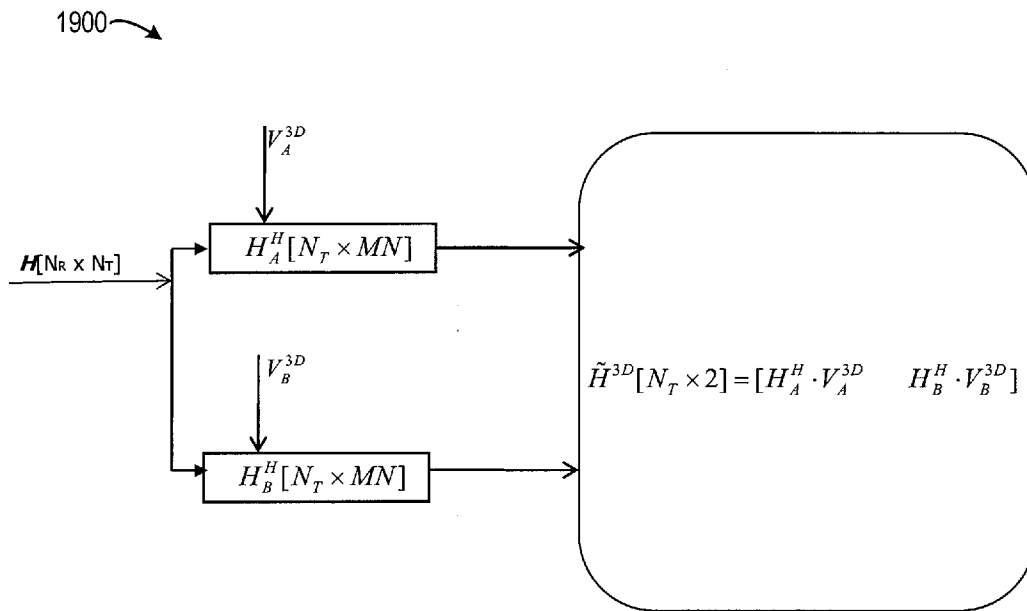 1900
V_A^{3D}
H_A^H[N_T × MN]
H[N_R x N_T]
V_B^{3D}
H̃^{3D}[N_T × 2] = [H_A^H · V_A^{3D} H_B^H · V_B^{3D}]
H_B^H[N_T × MN]